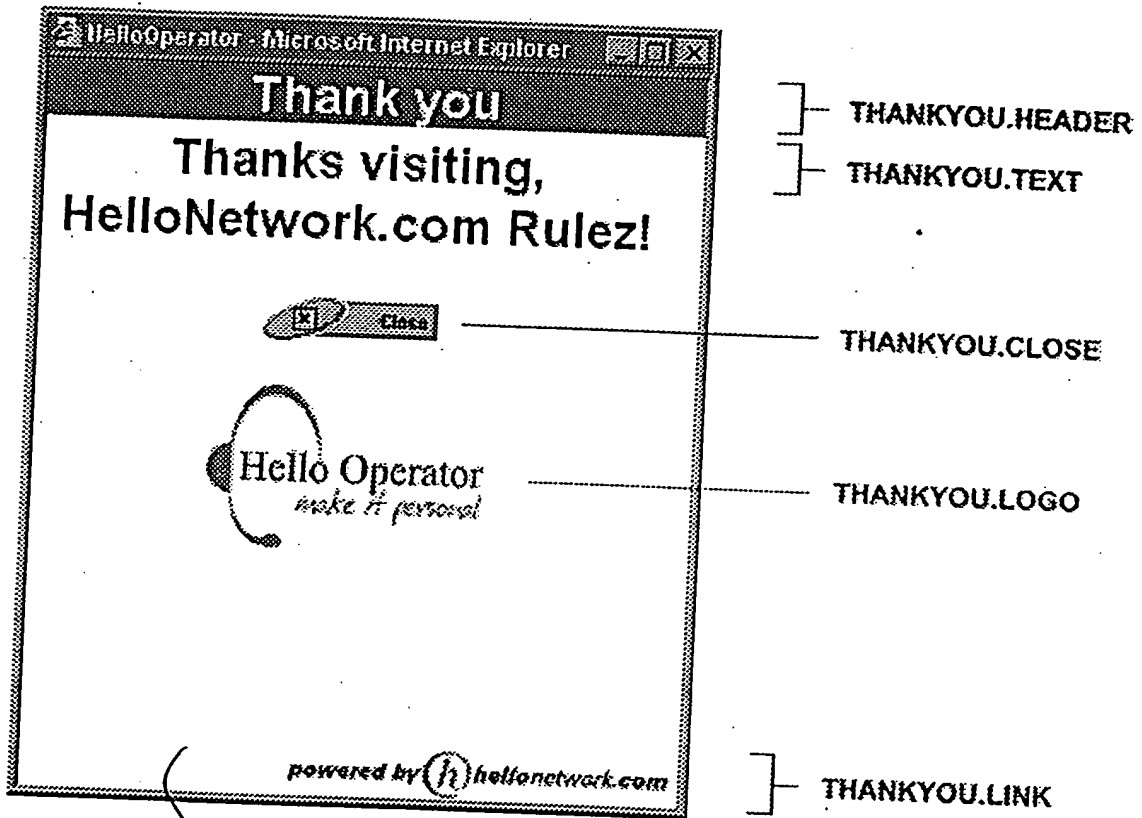 HelloOperator - Microsoft Internet Explorer
Thank you
THANKYOU.HEADER
Thanks visiting,
THANKYOU.TEXT
HelloNetwork.com Rulez!
Close
THANKYOU.CLOSE
Hello Operator
make it personal
THANKYOU.LOGO
powered by h hellonetwork.com
THANKYOU.LINK